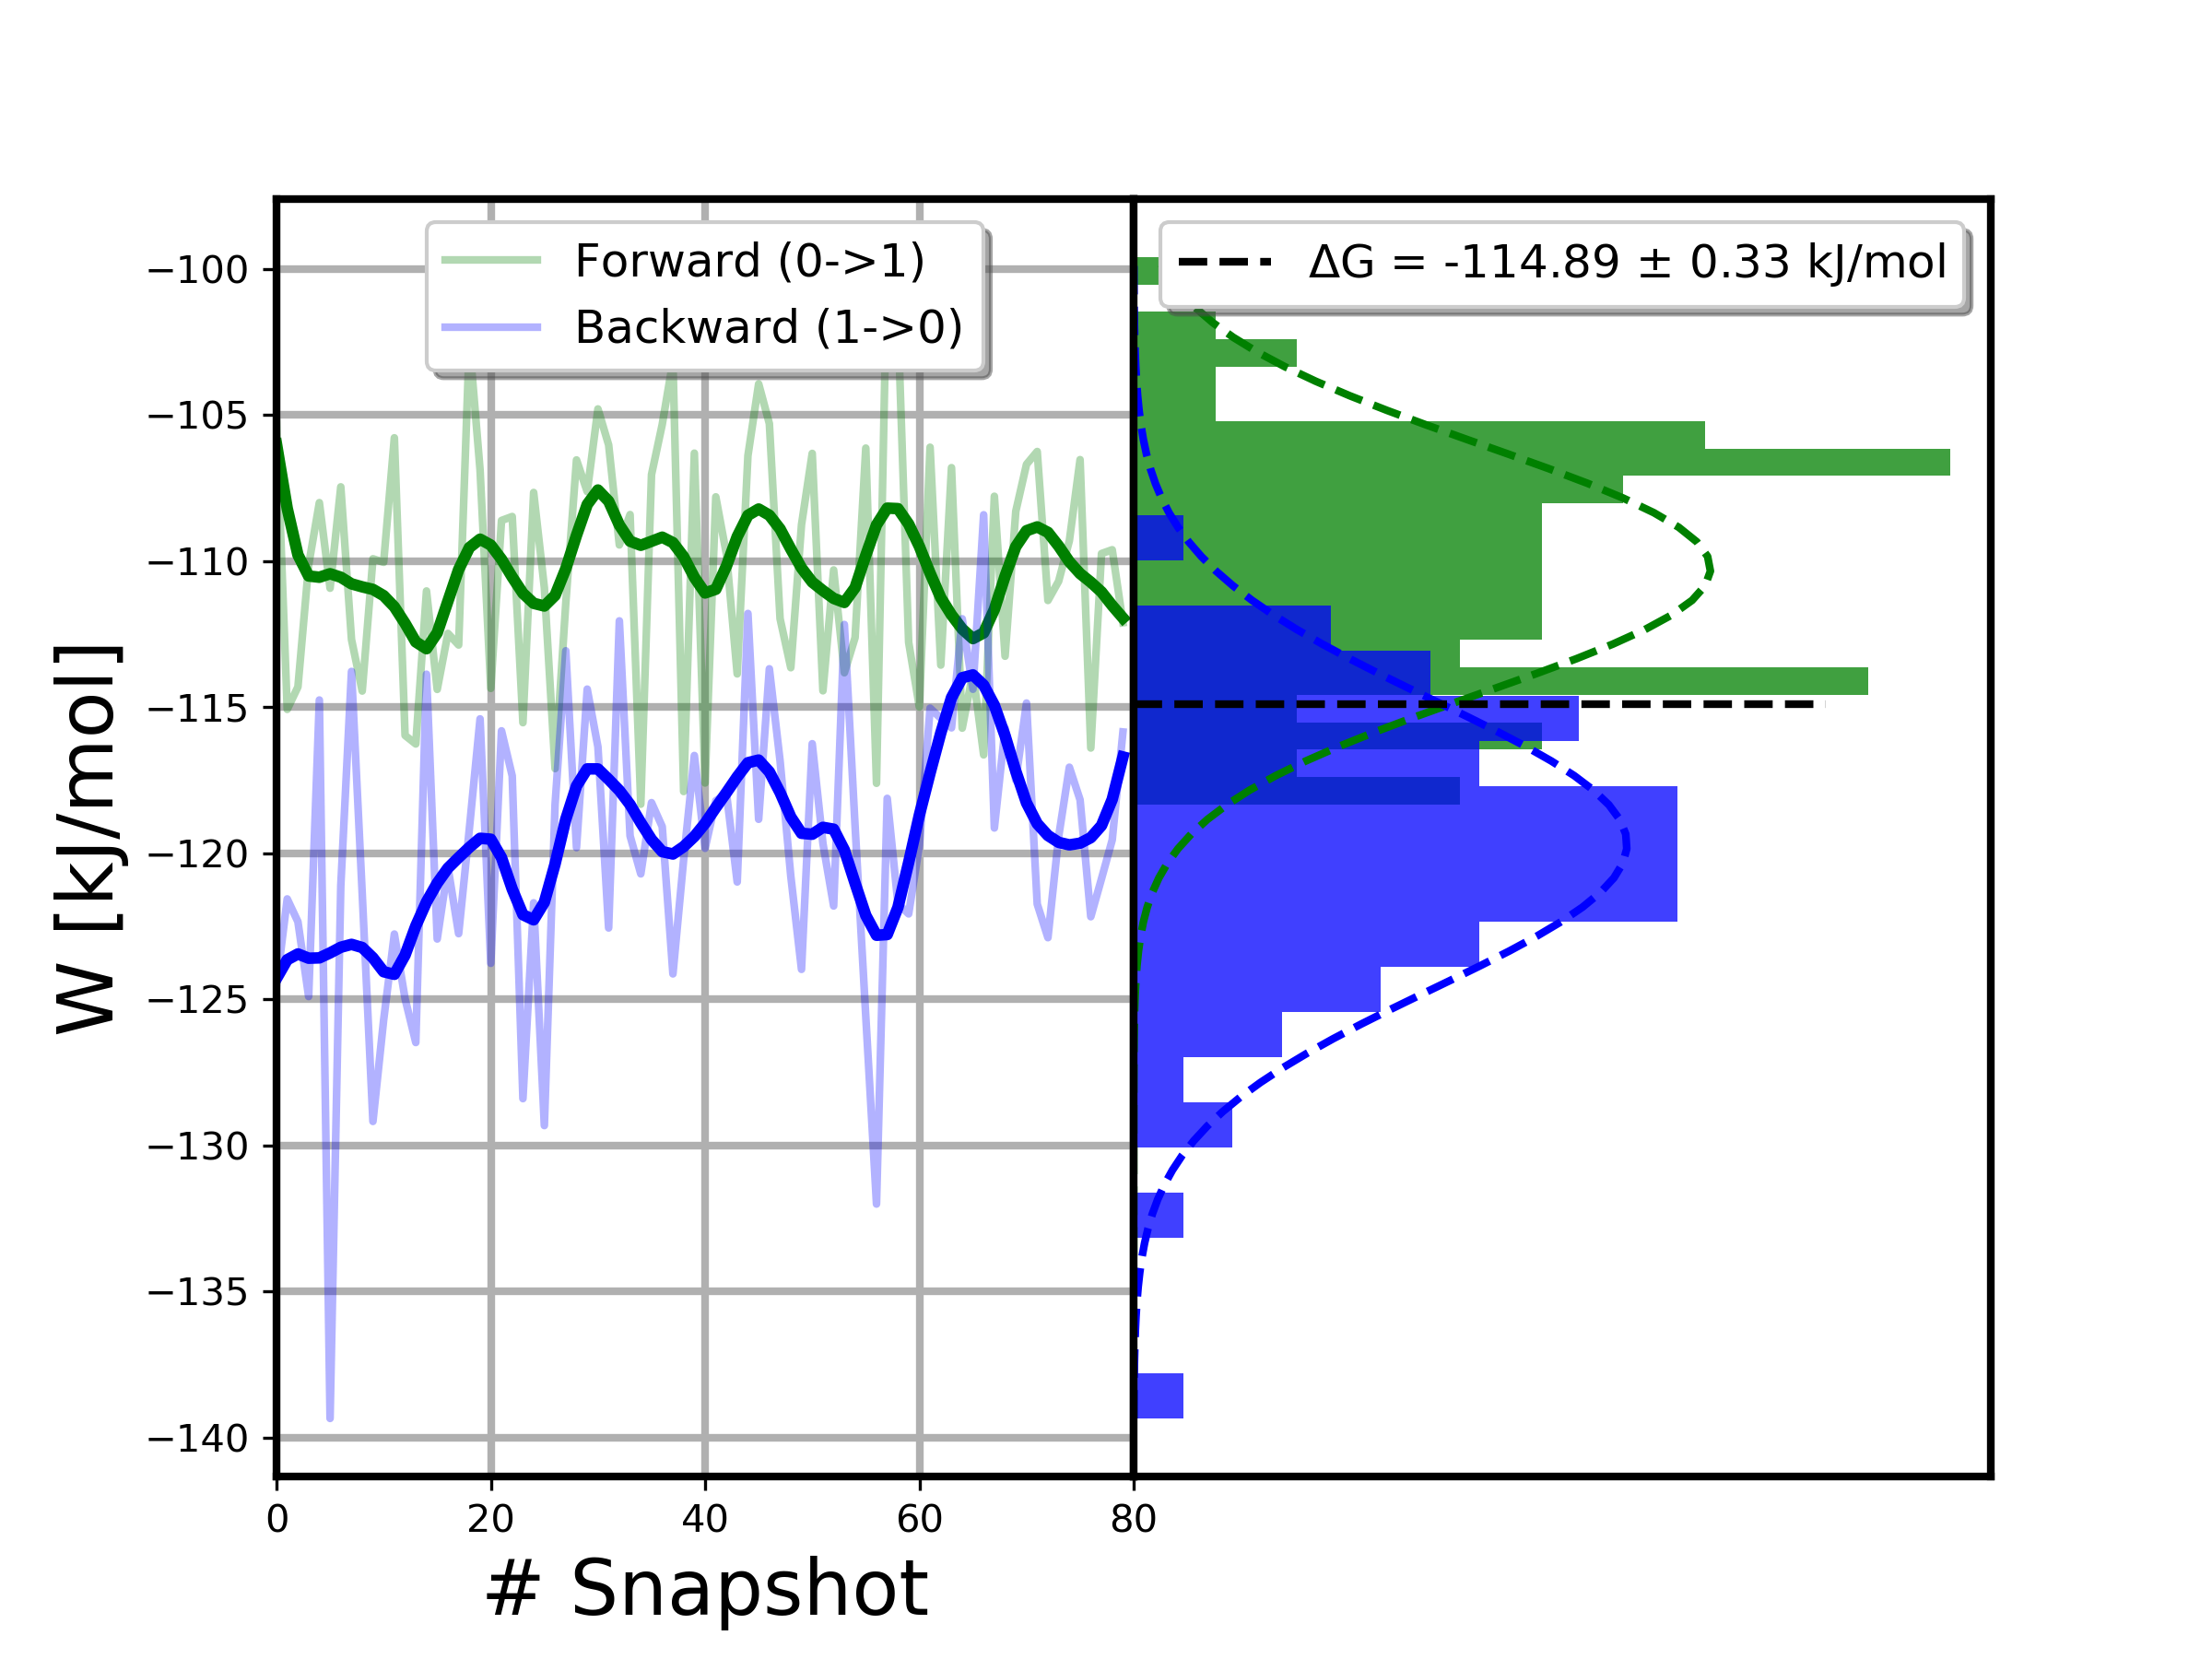 Forward (0->1)
Backward (1->0)
ΔG = -114.89 ± 0.33 kJ/mol
W [kJ/mol]
−100
−105
−110
−115
−120
−125
−130
−135
−140
0 20 40 60 80
# Snapshot